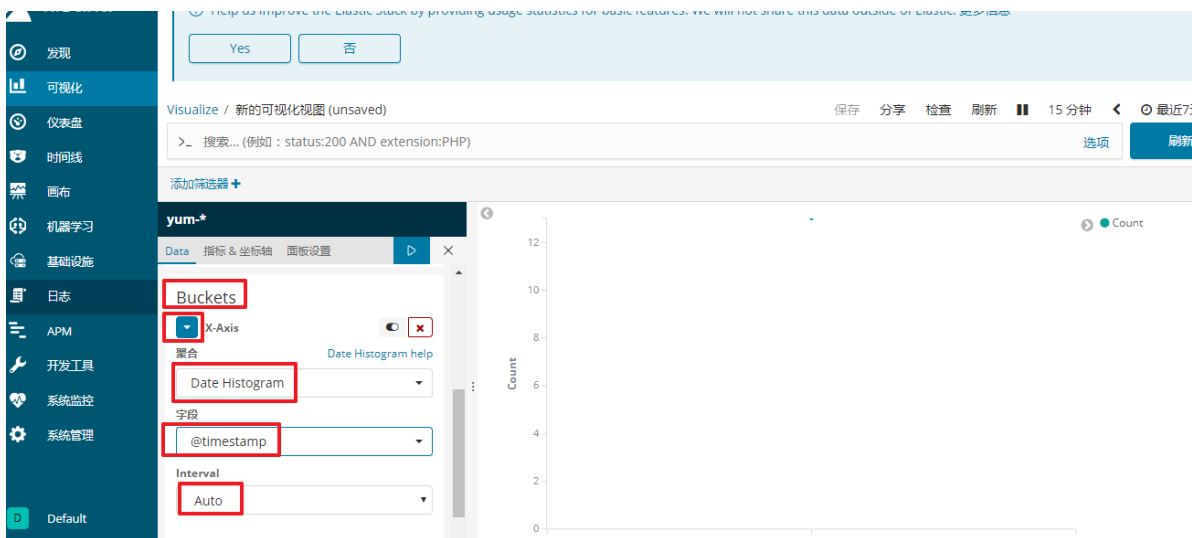 Help us improve the Elastic Stack by providing usage statistics for basic features. We will not share this data outside of Elastic. 更多信息
Yes
否
发现
可视化
仪表盘
时间线
画布
机器学习
基础设施
日志
APM
开发工具
系统监控
系统管理
D Default
Visualize / 新的可视化视图 (unsaved)
保存 分享 检查 刷新 15 分钟 最近7天
>_ 搜索... (例如：status:200 AND extension:PHP)
选项
刷新
添加筛选器
yum-*
Data 指标 & 坐标轴 面板设置
Buckets
X-Axis
聚合 Date Histogram help
Date Histogram
字段
@timestamp
Interval
Auto
Count
12
10
8
6
4
2
0
Count